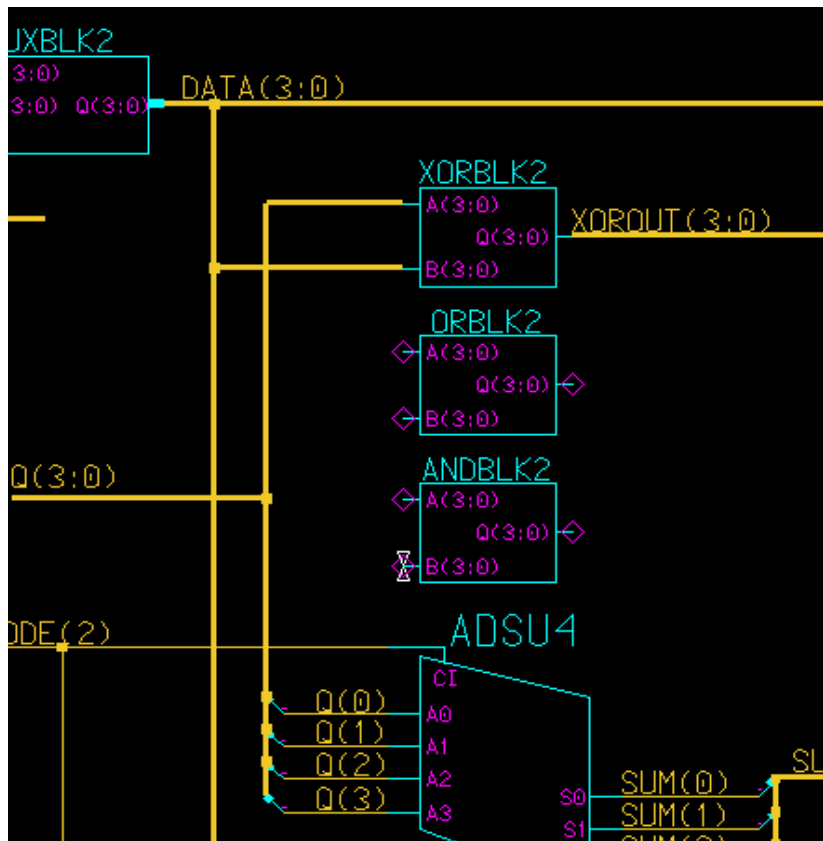 UXBLK2
3:0)
3:0) Q(3:0)
DATA(3:0)
XORBLK2
A(3:0)
Q(3:0)
B(3:0)
XOROUT(3:0)
ORBLK2
A(3:0)
Q(3:0)
B(3:0)
Q(3:0)
ANDBLK2
A(3:0)
Q(3:0)
B(3:0)
ODE(2)
ADSU4
CI
Q(0)
A0
Q(1)
A1
Q(2)
A2
Q(3)
A3
S0
SUM(0)
SU
S1
SUM(1)